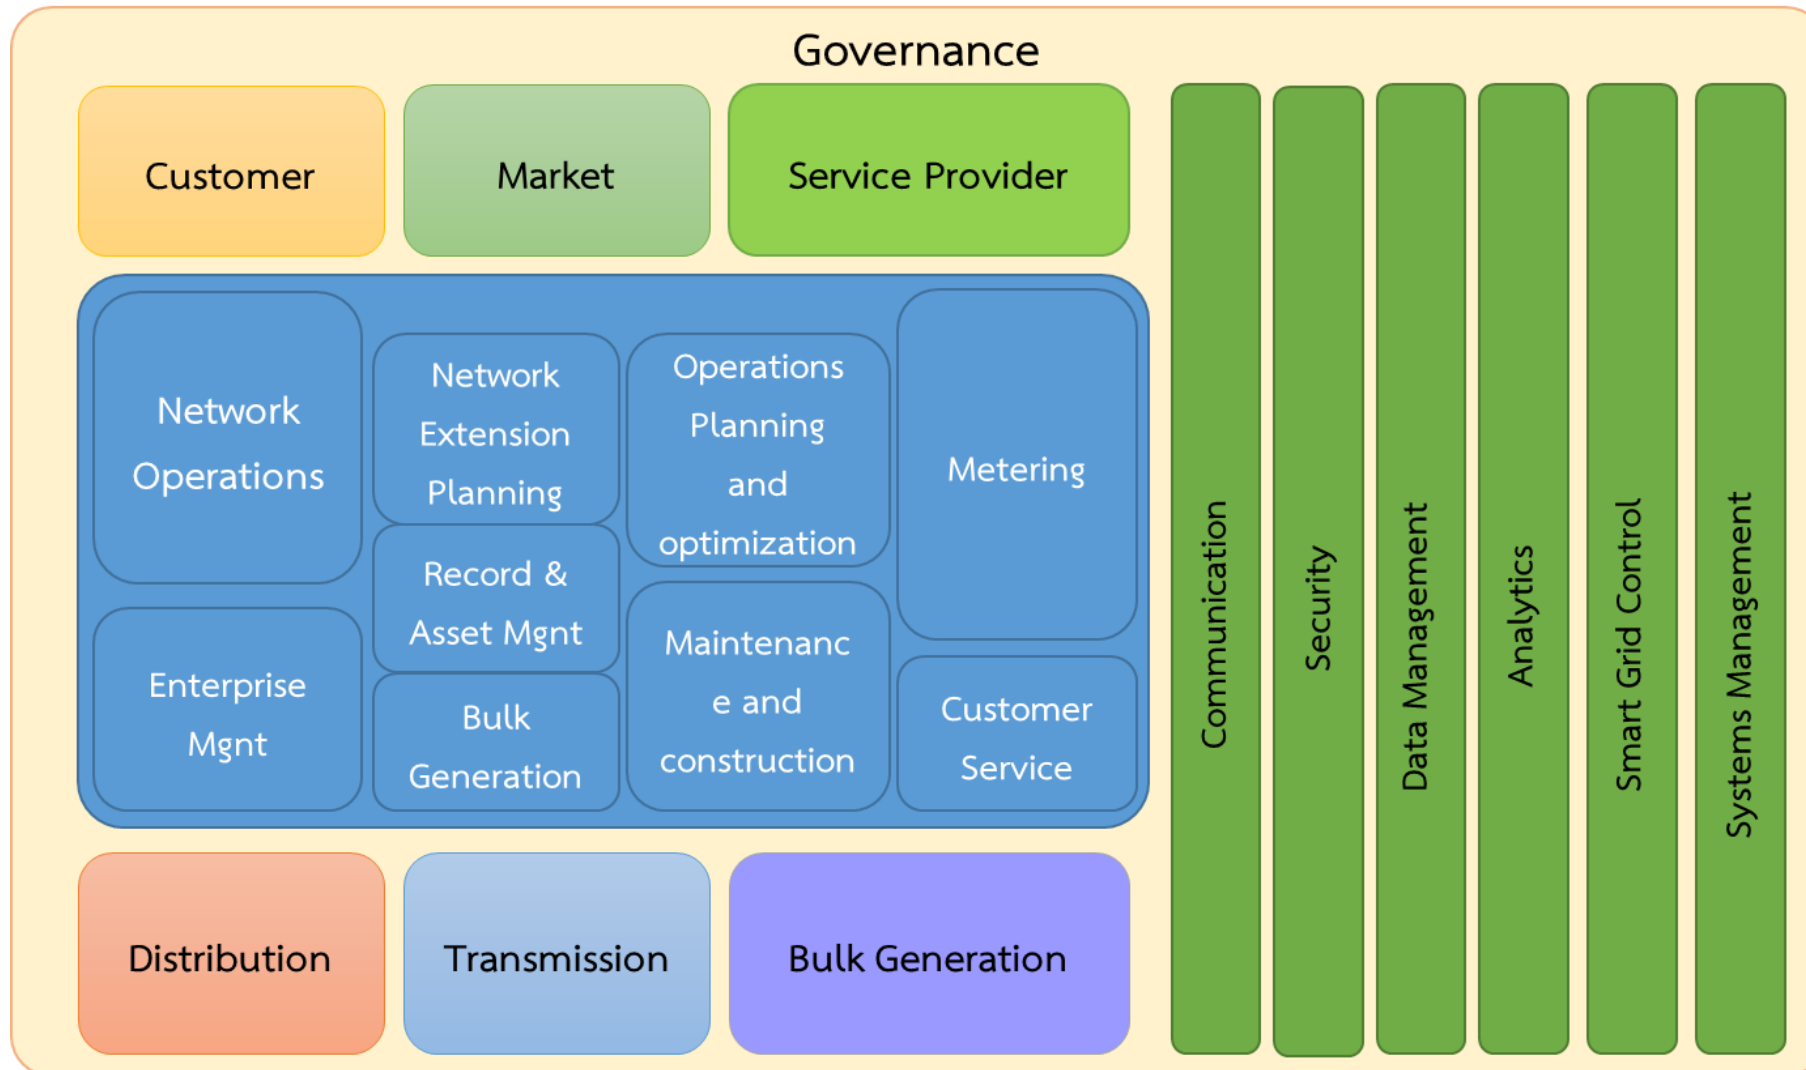 Governance
Customer
Market
Service Provider
Network
Operations
Network
Extension
Planning
Operations
Planning
and
optimization
Metering
Record &
Asset Mgnt
Enterprise
Mgnt
Bulk
Generation
Maintenanc
e and
construction
Customer
Service
Distribution
Transmission
Bulk Generation
Communication
Security
Data Management
Analytics
Smart Grid Control
Systems Management